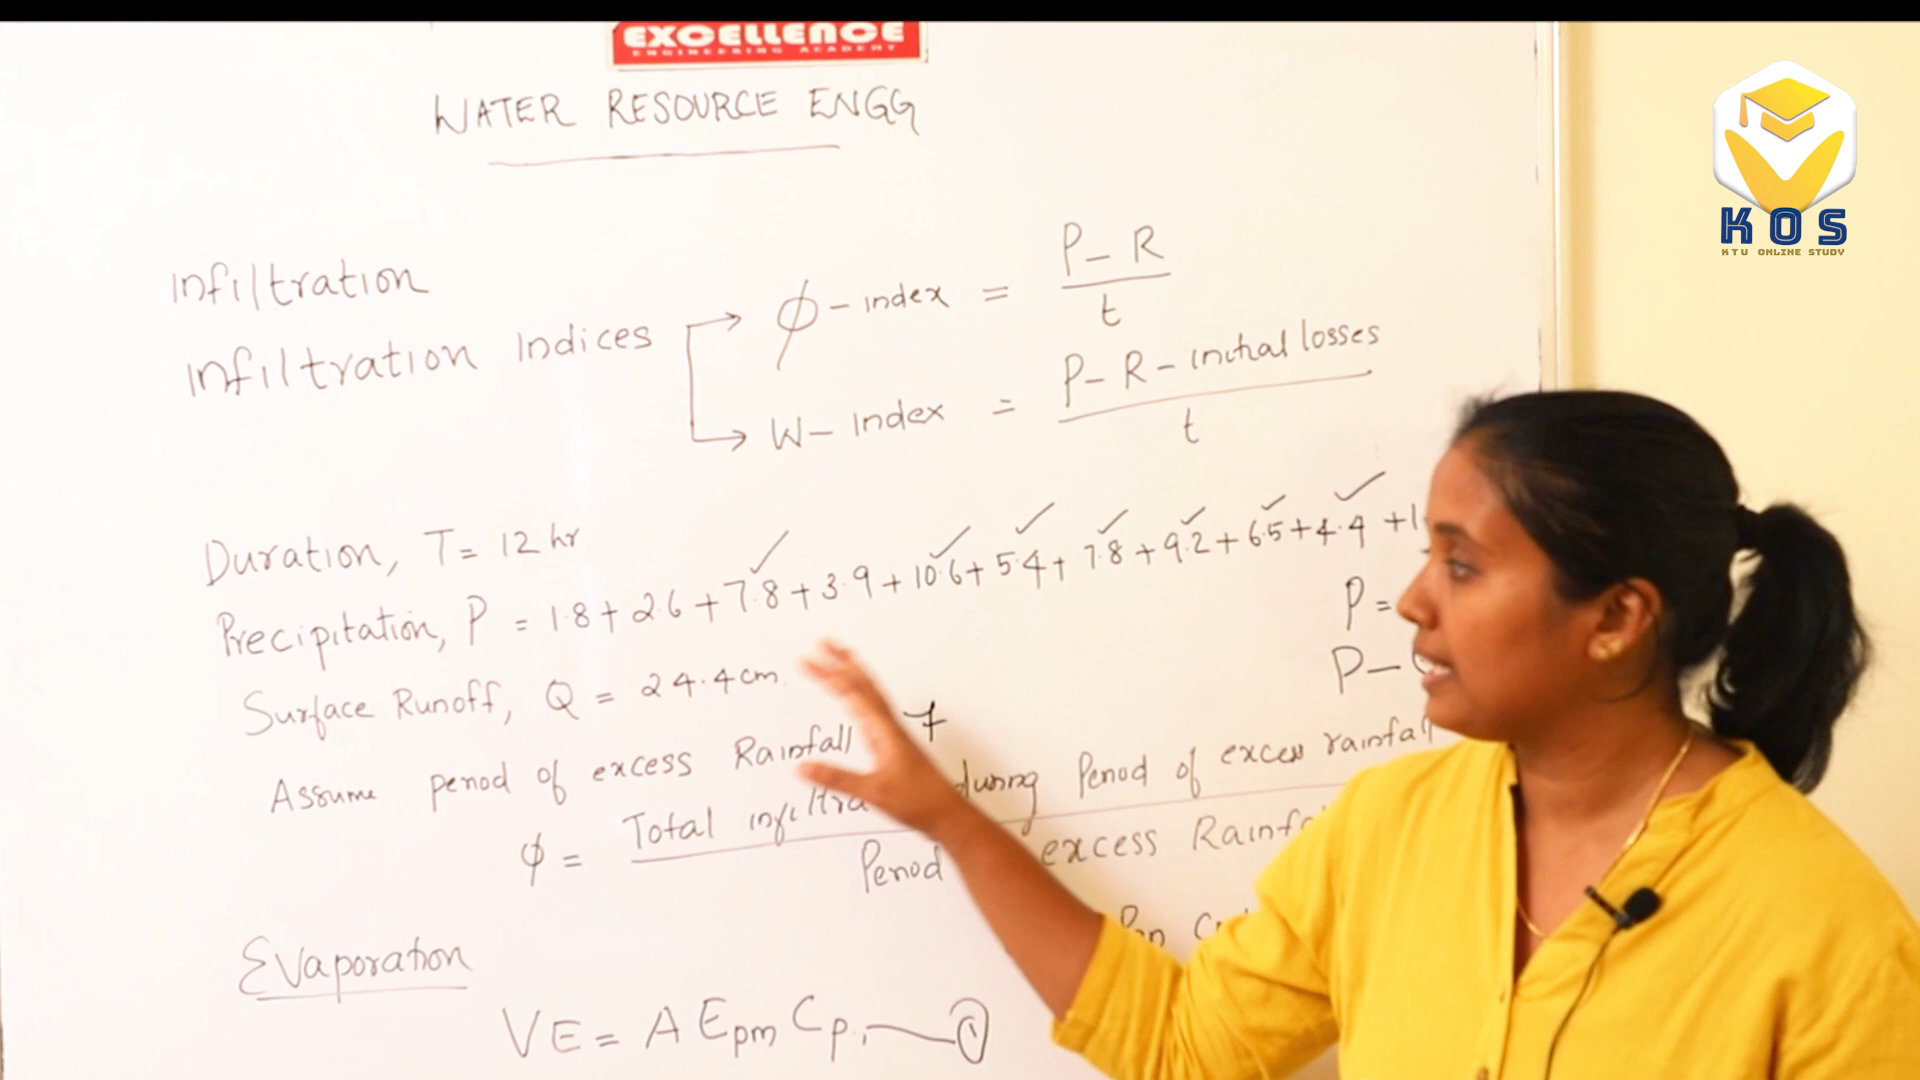 EXCELLENCE
ENGINEERING ACADEMY
WATER RESOURCE ENGG
KOS
KTU ONLINE STUDY
Infiltration
Infiltration Indices
ϕ - index = P - R / t
W - Index = P - R - initial losses / t
Duration, T = 12 hr
Precipitation, P = 1.8 + 2.6 + 7.8 + 3.9 + 10.6 + 5.4 + 7.8 + 9.2 + 6.5 + 4.4 + 1
P =
P -
Surface Runoff, Q = 24.4 cm
Assume period of excess Rainfall 7
ϕ = Total during Period of excess rainfall
Period excess
Evaporation
VE = A Epm Cp, 1